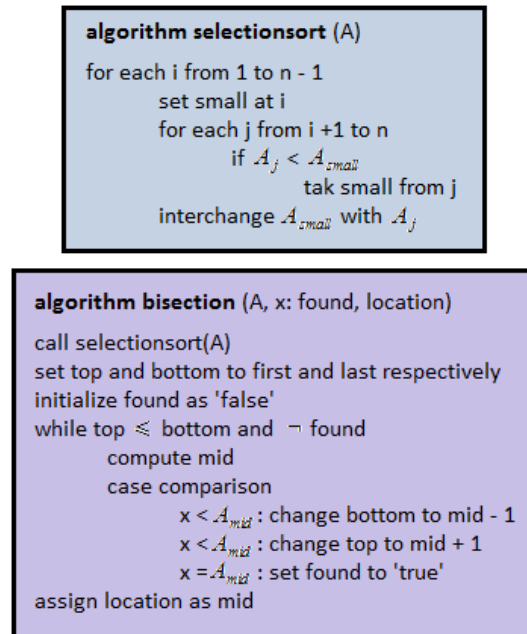 algorithm selectionsort (A)
for each i from 1 to n - 1
set small at i
for each j from i +1 to n
if A_j < A_small
tak small from j
interchange A_small with A_j
algorithm bisection (A, x: found, location)
call selectionsort(A)
set top and bottom to first and last respectively
initialize found as 'false'
while top ⩽ bottom and ¬ found
compute mid
case comparison
x < A_mid : change bottom to mid - 1
x < A_mid : change top to mid + 1
x = A_mid : set found to 'true'
assign location as mid